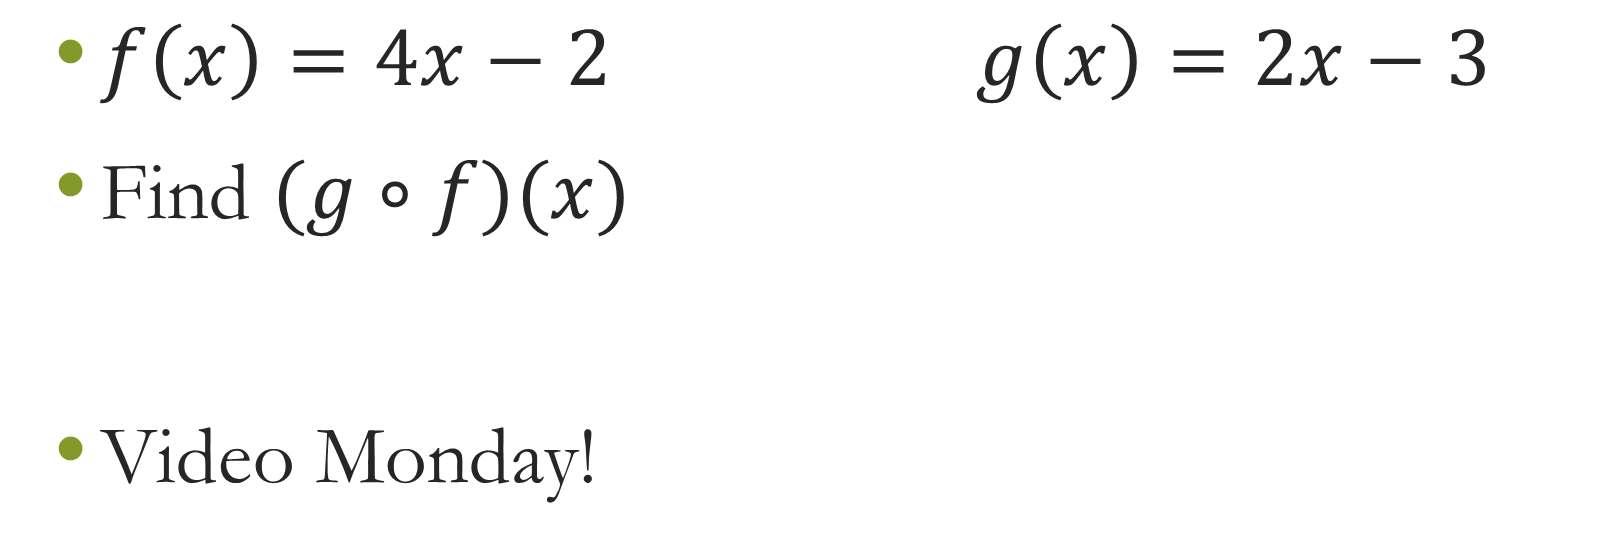 • f(x) = 4x − 2 g(x) = 2x − 3
• Find (g ∘ f)(x)
• Video Monday!